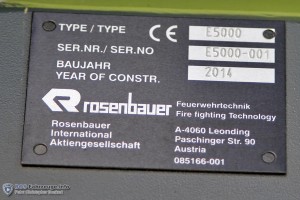 TYP / TYPE CE E5000
SER.NR./ SER.NO E5000-001
BAUJAHR
YEAR OF CONSTR. 2014
rosenbauer
Feuerwehrtechnik
Fire fighting Technology
Rosenbauer
International
Aktiengesellschaft
A-4060 Leonding
Paschinger Str. 90
Austria
085166-001